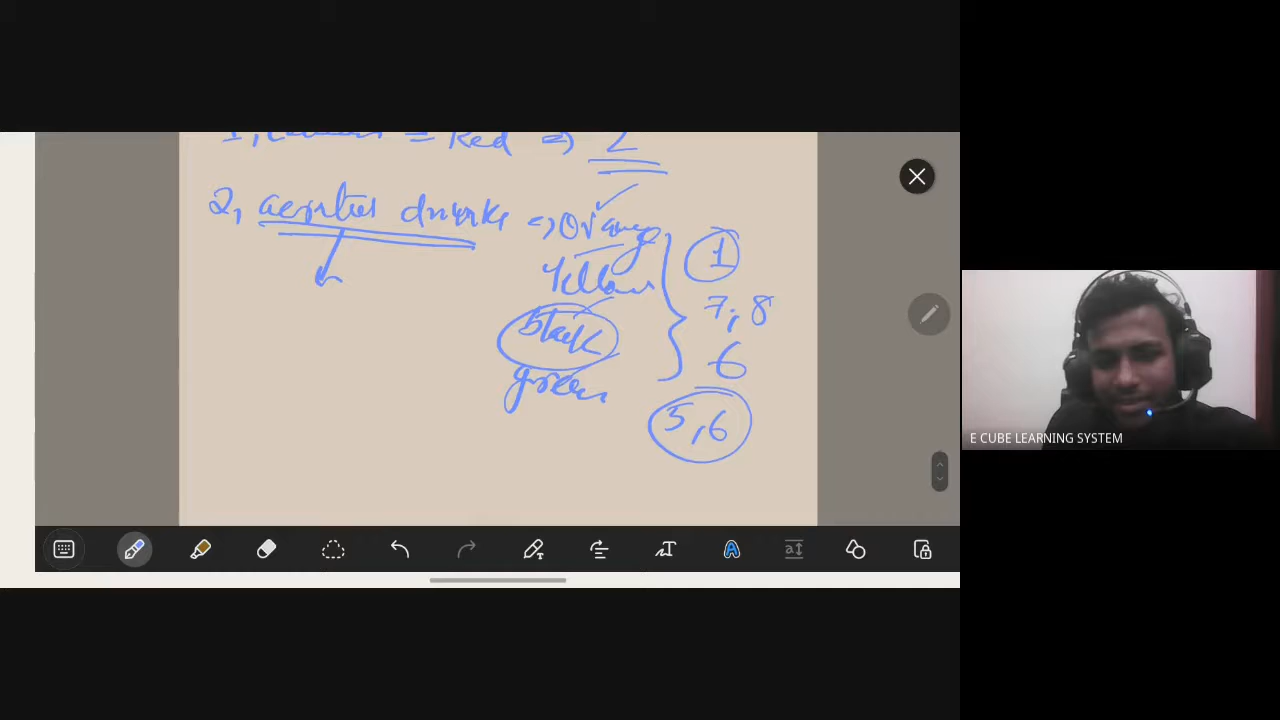 = Red => 2
2, aerated drinks => Orange
1
Yellow
7, 8
black
6
green
5, 6
E CUBE LEARNING SYSTEM